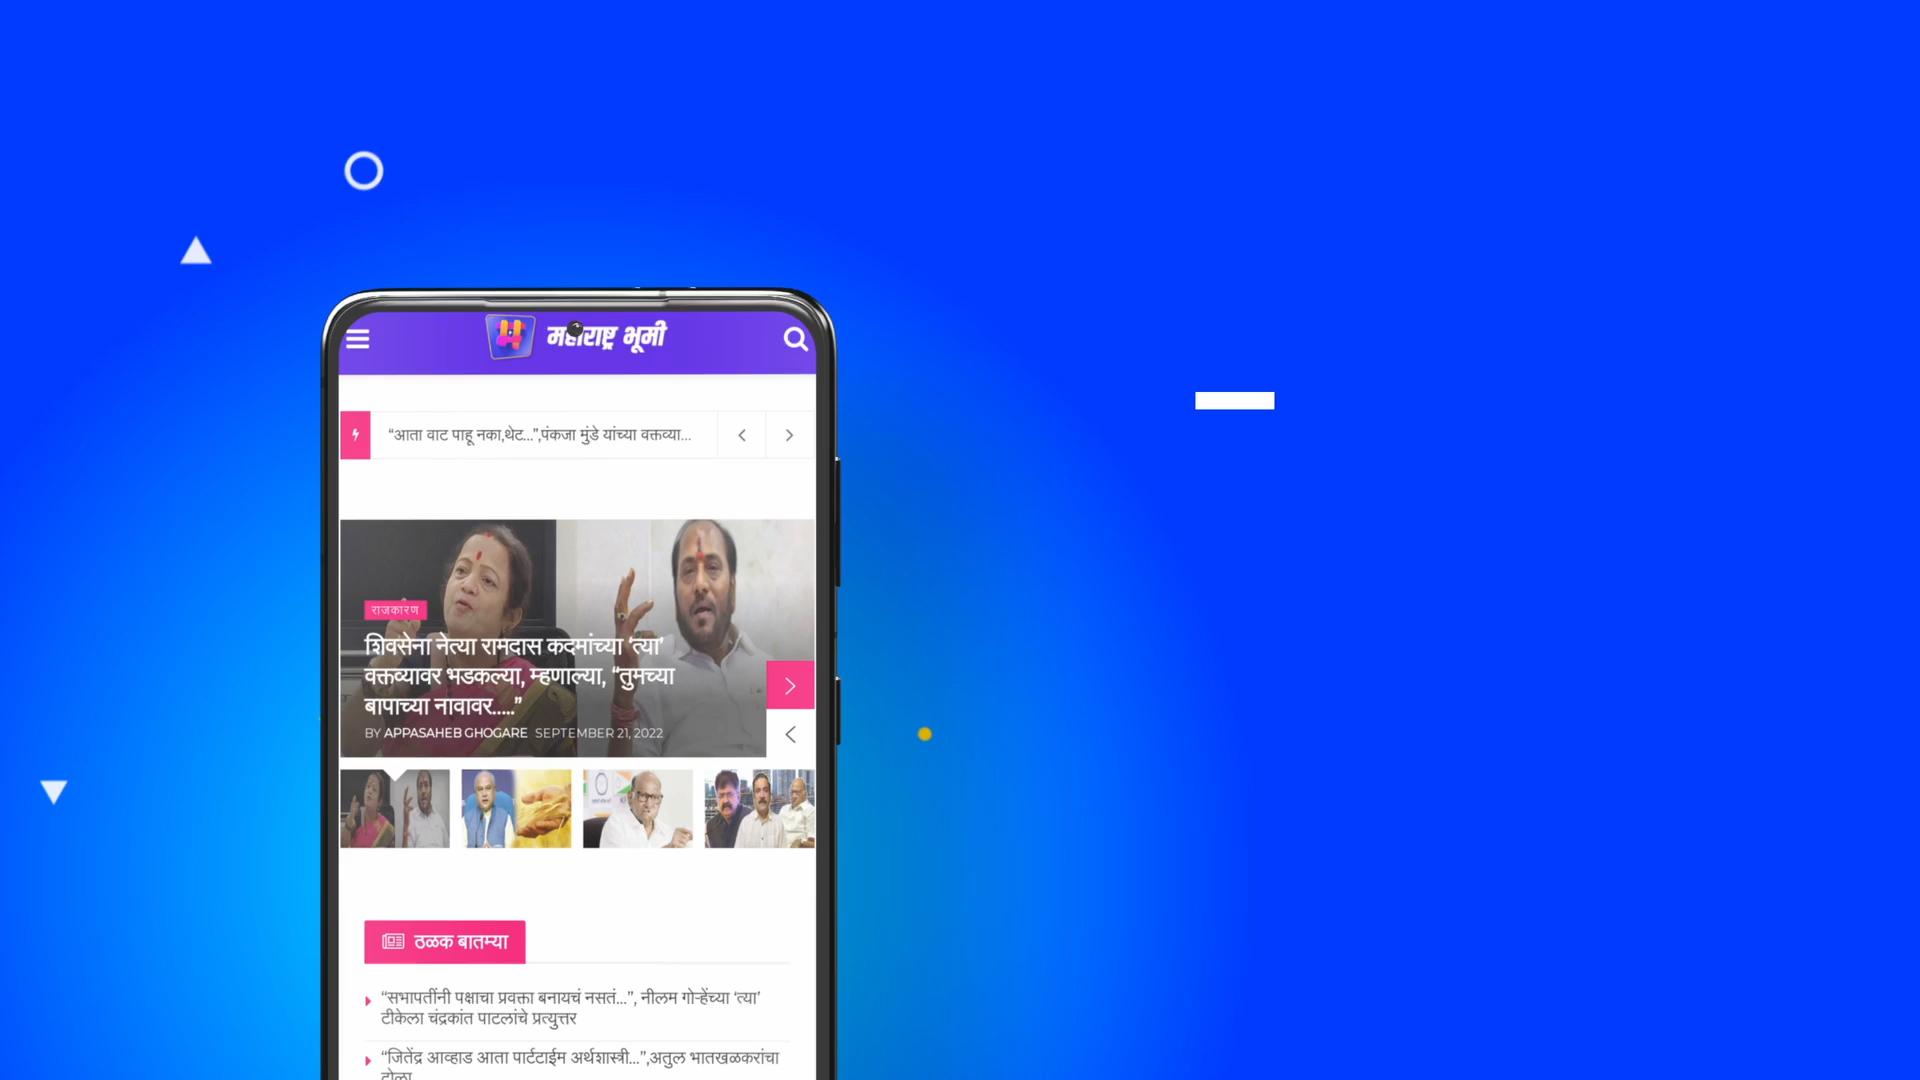 महाराष्ट्र भूमी
“आता वाट पाहू नका,थेट...”,पंकजा मुंडे यांच्या वक्तव्या...
राजकारण
शिवसेना नेत्या रामदास कदमांच्या ‘त्या’
वक्तव्यावर भडकल्या, म्हणाल्या, “तुमच्या
बापाच्या नावावर.....”
BY APPASAHEB GHOGARE SEPTEMBER 21, 2022
ठळक बातम्या
“सभापतींनी पक्षाचा प्रवक्ता बनायचं नसतं...”, नीलम गोऱ्हेंच्या ‘त्या’
टीकेला चंद्रकांत पाटलांचे प्रत्युत्तर
“जितेंद्र आव्हाड आता पार्टटाईम अर्थशास्त्री...”,अतुल भातखळकरांचा
टोला